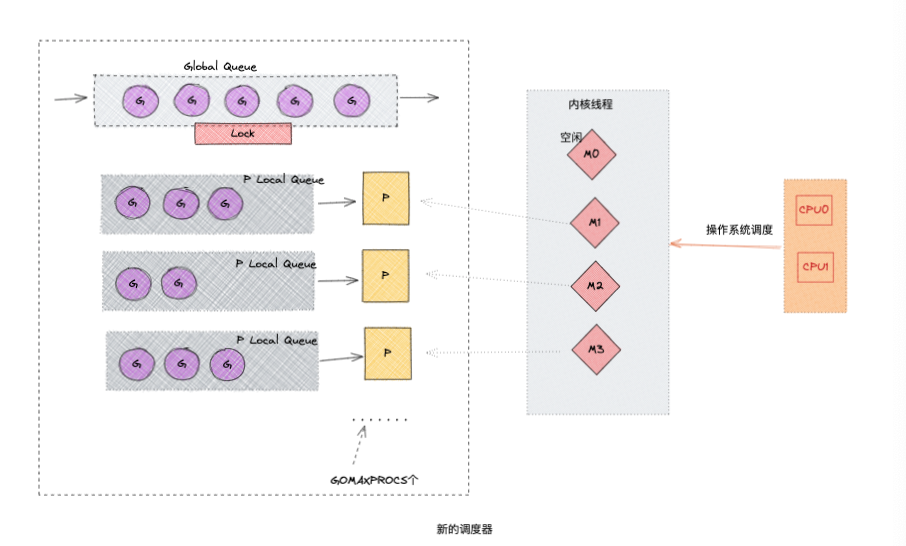 Global Queue
G G G G G
Lock
P Local Queue
G G G
P
P Local Queue
G G
P
P Local Queue
G G G
P
.......
GOMAXPROCS个
内核线程
空闲
M0
M1
M2
M3
操作系统调度
CPU0
CPU1
新的调度器